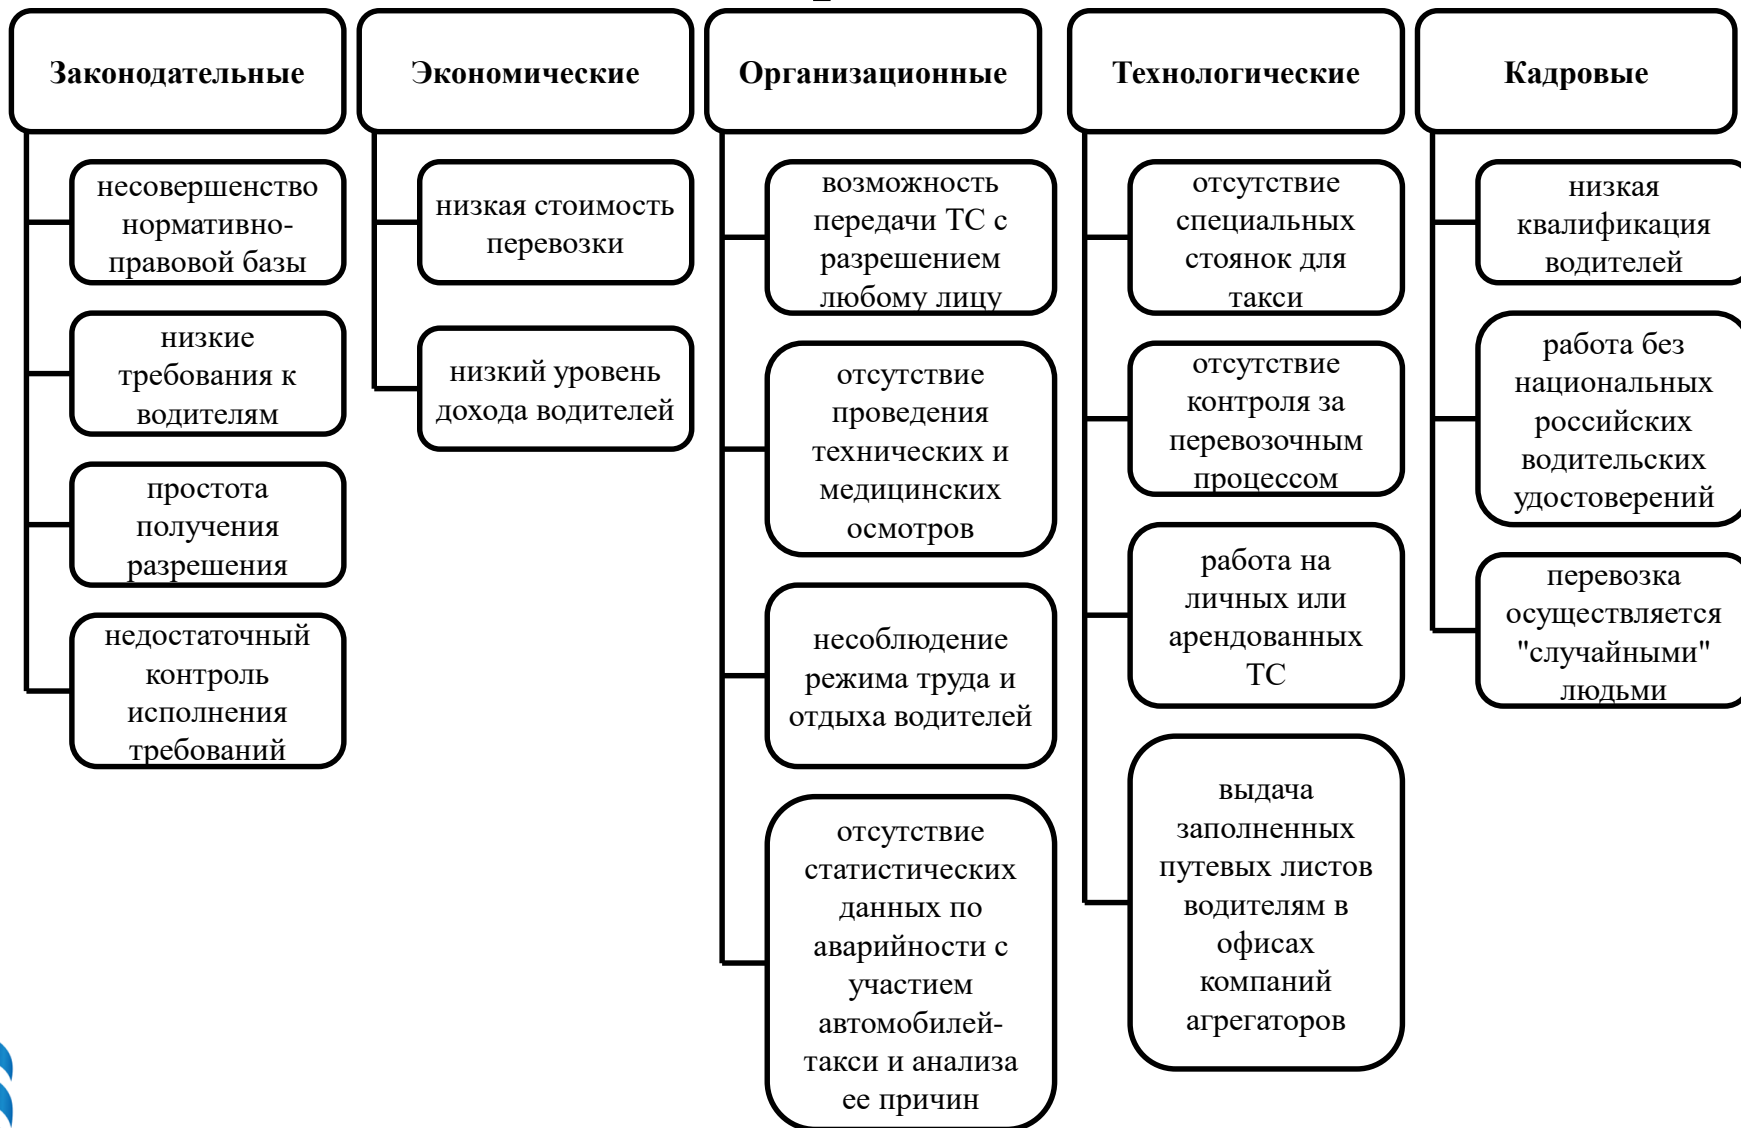 Законодательные
несовершенство
нормативно-
правовой базы
низкие
требования к
водителям
простота
получения
разрешения
недостаточный
контроль
исполнения
требований
Экономические
низкая стоимость
перевозки
низкий уровень
дохода водителей
Организационные
возможность
передачи ТС с
разрешением
любому лицу
отсутствие
проведения
технических и
медицинских
осмотров
несоблюдение
режима труда и
отдыха водителей
отсутствие
статистических
данных по
аварийности с
участием
автомобилей-
такси и анализа
ее причин
Технологические
отсутствие
специальных
стоянок для
такси
отсутствие
контроля за
перевозочным
процессом
работа на
личных или
арендованных
ТС
выдача
заполненных
путевых листов
водителям в
офисах
компаний
агрегаторов
Кадровые
низкая
квалификация
водителей
работа без
национальных
российских
водительских
удостоверений
перевозка
осуществляется
"случайными"
людьми